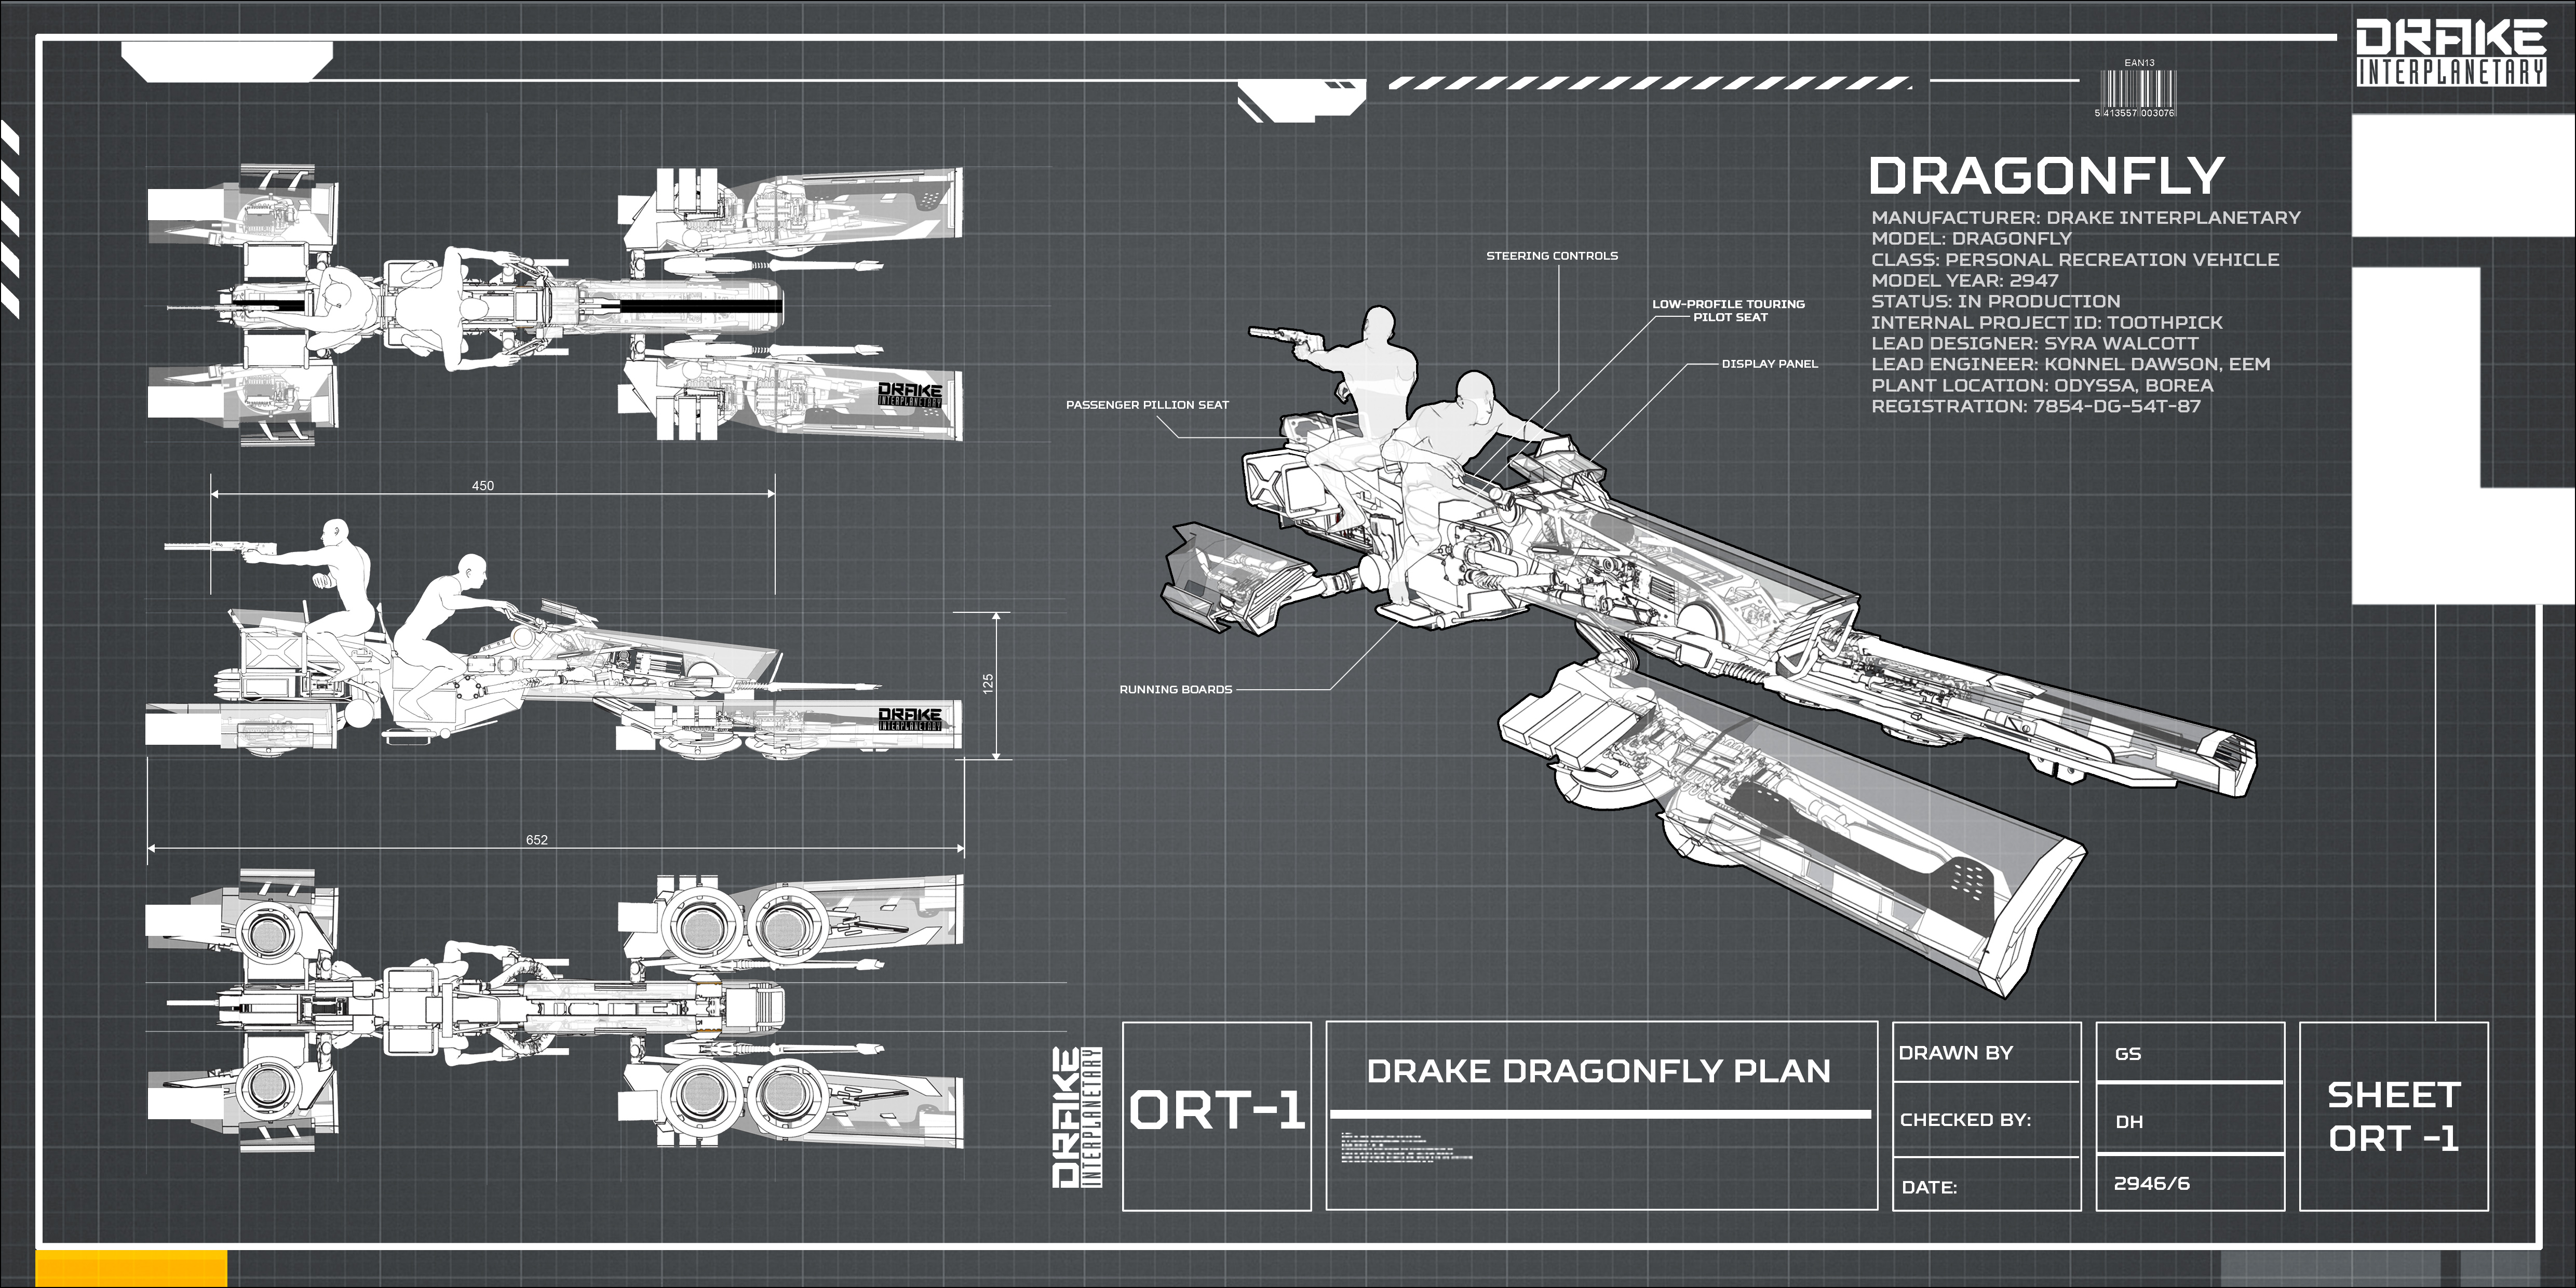 DRAKE
INTERPLANETARY
EAN13
5 413557 003076
DRAGONFLY
MANUFACTURER: DRAKE INTERPLANETARY
MODEL: DRAGONFLY
CLASS: PERSONAL RECREATION VEHICLE
MODEL YEAR: 2947
STATUS: IN PRODUCTION
INTERNAL PROJECT ID: TOOTHPICK
LEAD DESIGNER: SYRA WALCOTT
LEAD ENGINEER: KONNEL DAWSON, EEM
PLANT LOCATION: ODYSSA, BOREA
REGISTRATION: 7854-DG-54T-87
STEERING CONTROLS
LOW-PROFILE TOURING
PILOT SEAT
DISPLAY PANEL
PASSENGER PILLION SEAT
RUNNING BOARDS
DRAKE
INTERPLANETARY
450
125
DRAKE
INTERPLANETARY
652
DRAKE
INTERPLANETARY
ORT-1
DRAKE DRAGONFLY PLAN
DRAWN BY
GS
CHECKED BY:
DH
DATE:
2946/6
SHEET
ORT -1